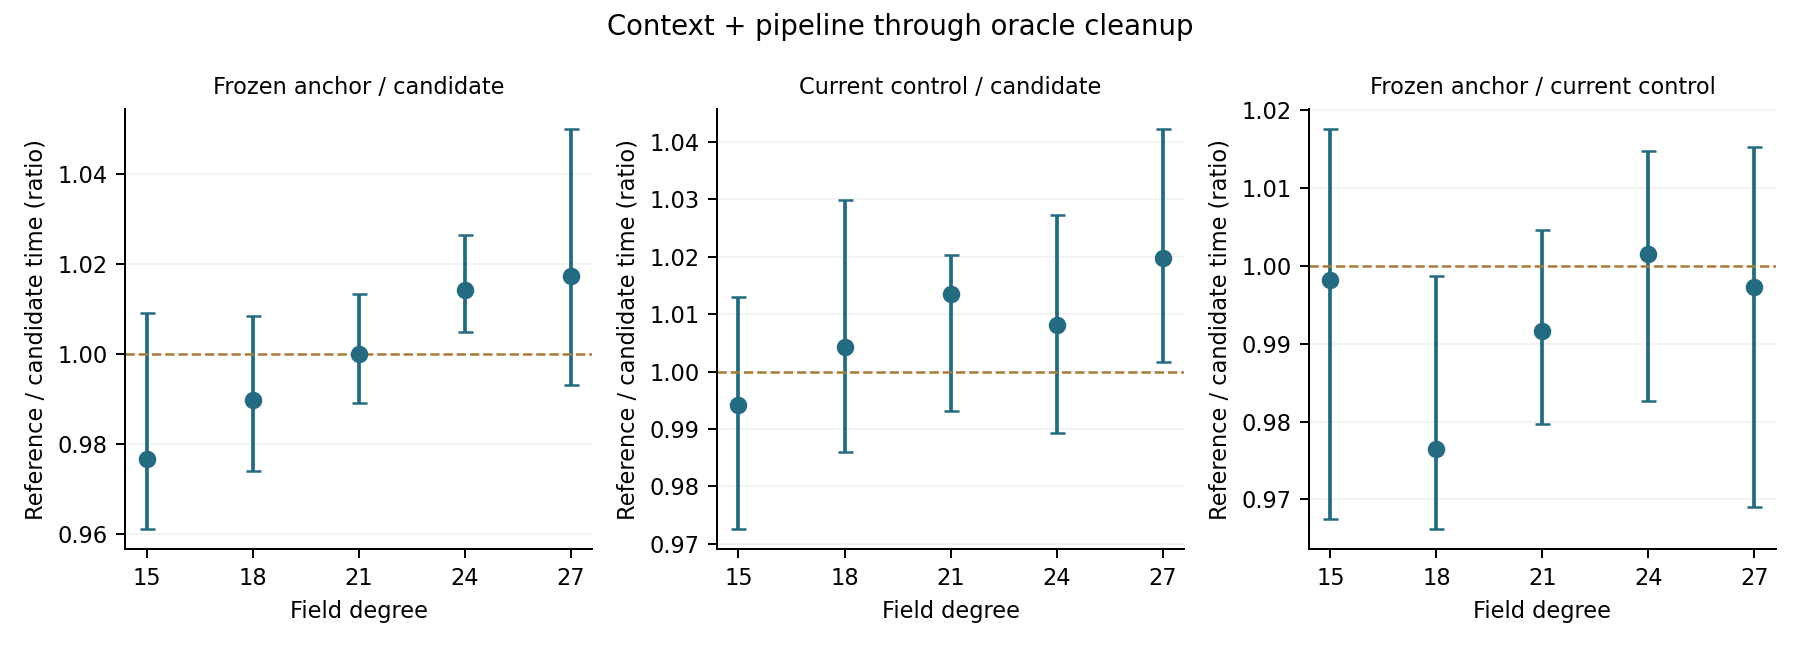 Context + pipeline through oracle cleanup
Frozen anchor / candidate
Reference / candidate time (ratio)
1.04
1.02
1.00
0.98
0.96
15 18 21 24 27
Field degree
Current control / candidate
Reference / candidate time (ratio)
1.04
1.03
1.02
1.01
1.00
0.99
0.98
0.97
15 18 21 24 27
Field degree
Frozen anchor / current control
Reference / candidate time (ratio)
1.02
1.01
1.00
0.99
0.98
0.97
15 18 21 24 27
Field degree